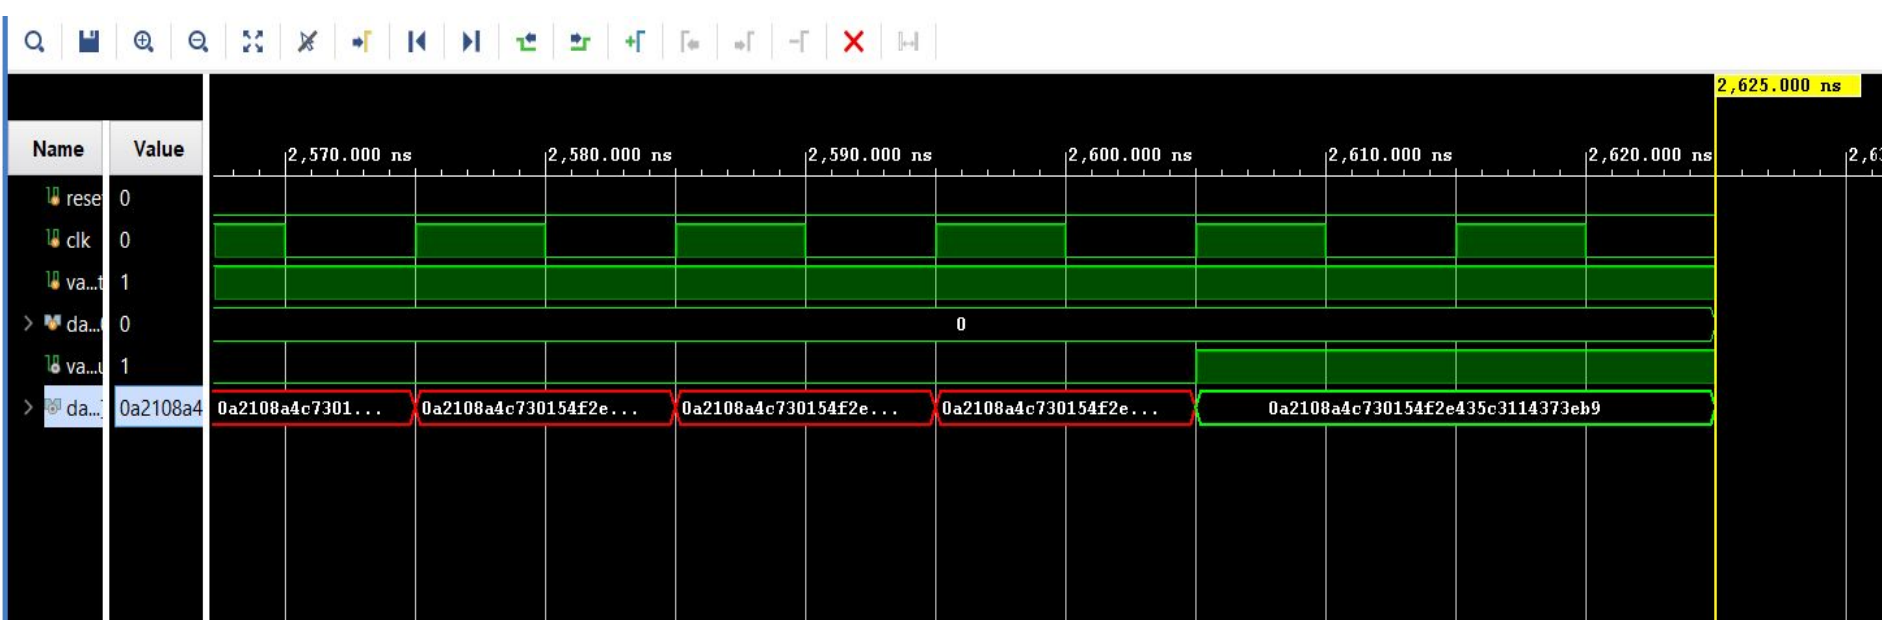 2,625.000 ns
Name Value 2,570.000 ns 2,580.000 ns 2,590.000 ns 2,600.000 ns 2,610.000 ns 2,620.000 ns 2,6
rese 0
clk 0
va...t 1
da... 0 0
va...u 1
da...] 0a2108a4 0a2108a4c7301... 0a2108a4c730154f2e... 0a2108a4c730154f2e... 0a2108a4c730154f2e... 0a2108a4c730154f2e435c3114373eb9